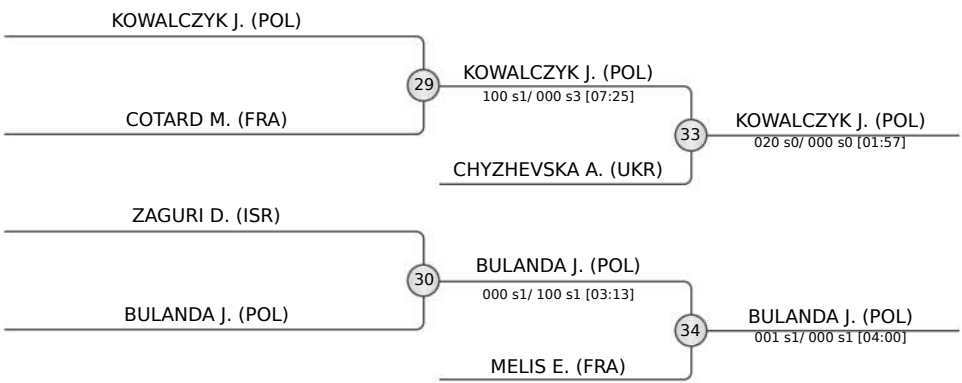 KOWALCZYK J. (POL)
29
KOWALCZYK J. (POL)
100 s1/ 000 s3 [07:25]
COTARD M. (FRA)
33
KOWALCZYK J. (POL)
020 s0/ 000 s0 [01:57]
CHYZHEVSKA A. (UKR)
ZAGURI D. (ISR)
30
BULANDA J. (POL)
000 s1/ 100 s1 [03:13]
BULANDA J. (POL)
34
BULANDA J. (POL)
001 s1/ 000 s1 [04:00]
MELIS E. (FRA)